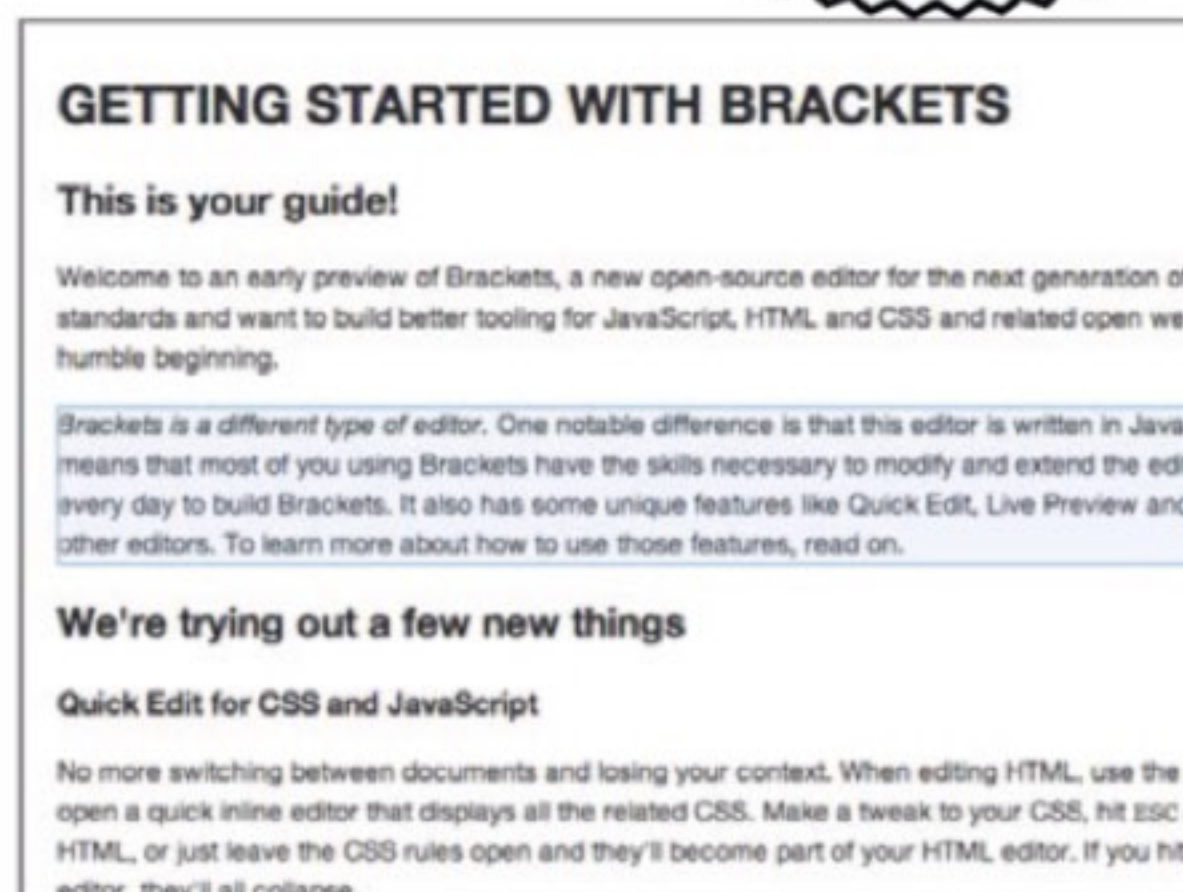 GETTING STARTED WITH BRACKETS
This is your guide!
Welcome to an early preview of Brackets, a new open-source editor for the next generation of
standards and want to build better tooling for JavaScript, HTML and CSS and related open we
humble beginning.
Brackets is a different type of editor. One notable difference is that this editor is written in Java
means that most of you using Brackets have the skills necessary to modify and extend the edi
every day to build Brackets. It also has some unique features like Quick Edit, Live Preview and
other editors. To learn more about how to use those features, read on.
We're trying out a few new things
Quick Edit for CSS and JavaScript
No more switching between documents and losing your context. When editing HTML, use the
open a quick inline editor that displays all the related CSS. Make a tweak to your CSS, hit ESC
HTML, or just leave the CSS rules open and they'll become part of your HTML editor. If you hit
editor, they'll all collapse.